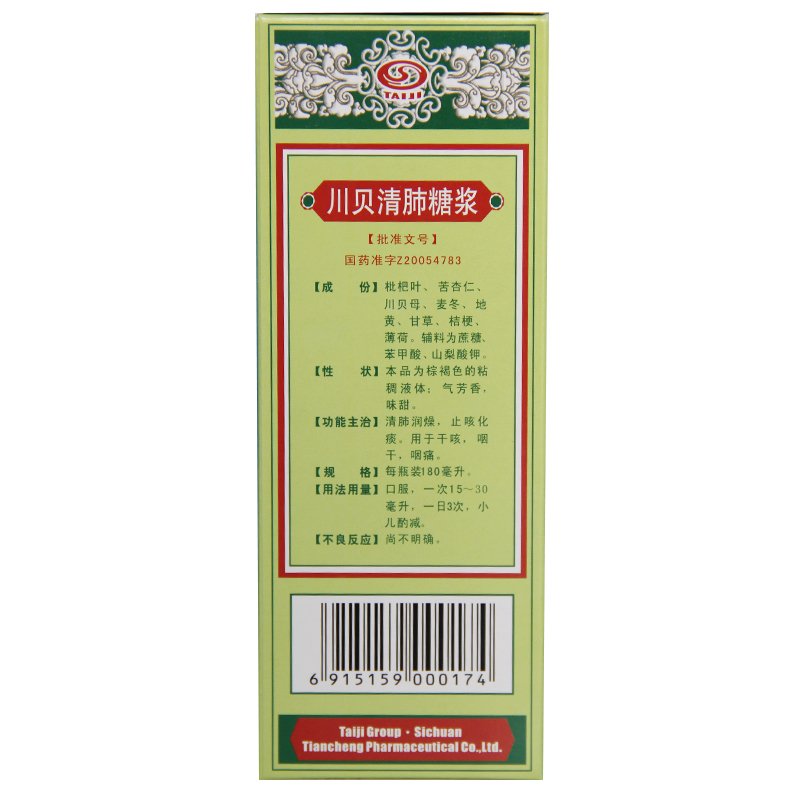 TAIJI
川贝清肺糖浆
【批准文号】
国药准字Z20054783
【成 份】枇杷叶、苦杏仁、
川贝母、麦冬、地
黄、甘草、桔梗、
薄荷。辅料为蔗糖、
苯甲酸、山梨酸钾。
【性 状】本品为棕褐色的粘
稠液体；气芳香，
味甜。
【功能主治】清肺润燥，止咳化
痰。用于干咳，咽
干，咽痛。
【规 格】每瓶装180毫升。
【用法用量】口服，一次15～30
毫升，一日3次，小
儿酌减。
【不良反应】尚不明确。
6 915159 000174
Taiji Group · Sichuan
Tiancheng Pharmaceutical Co.,Ltd.